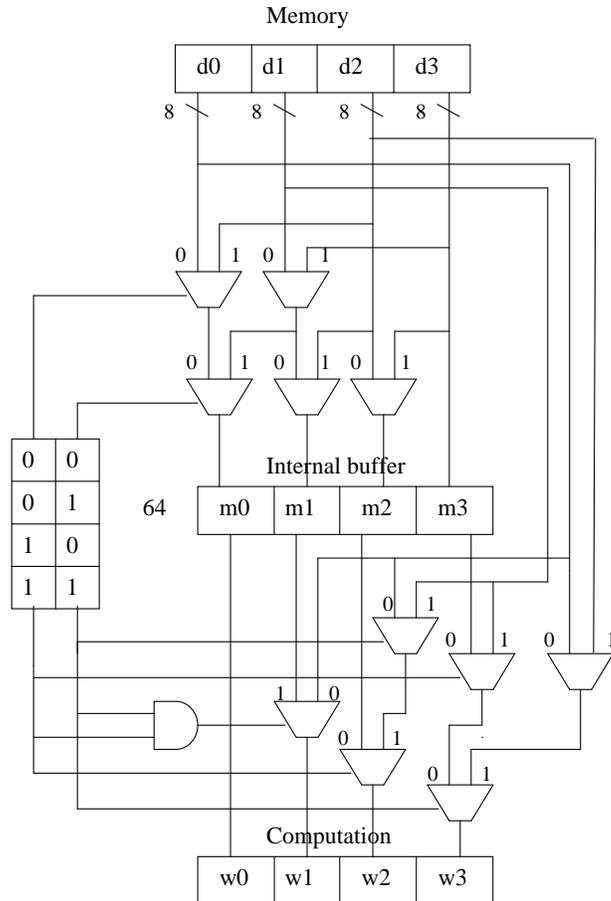 Memory
d0 d1 d2 d3
8 8 8 8
0 1 0 1
0 1 0 1 0 1
0 0
Internal buffer
0 1
64
m0 m1 m2 m3
1 0
1 1
0 1
0 1 0 1
1 0
0 1
0 1
Computation
w0 w1 w2 w3